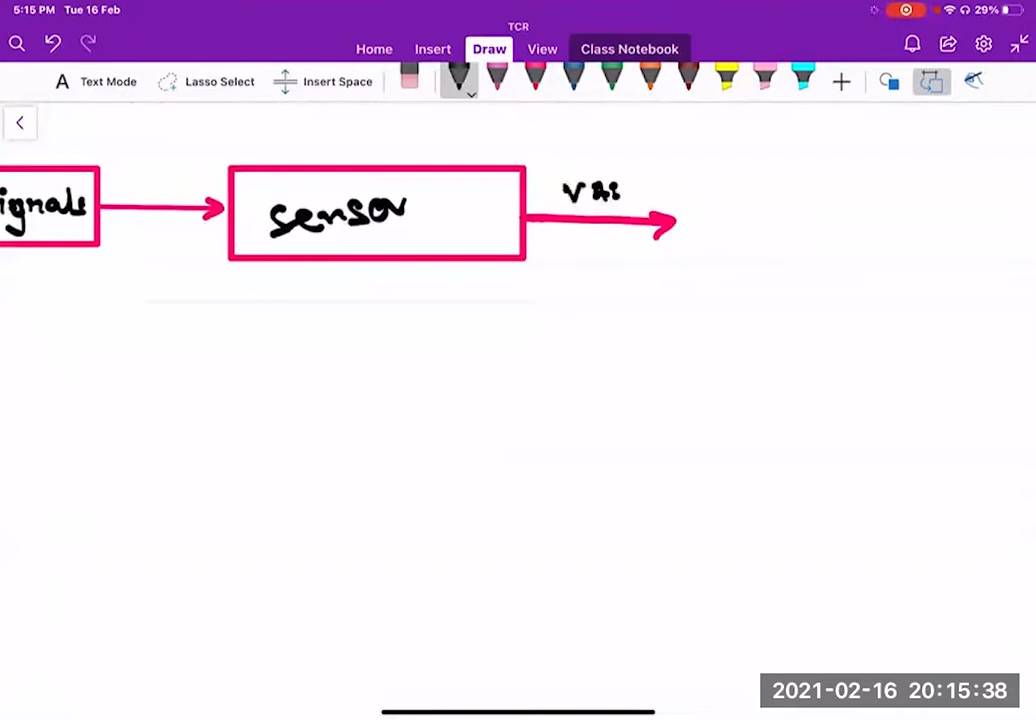 5:15 PM Tue 16 Feb
29%
TCR
Home Insert Draw View Class Notebook
A Text Mode Lasso Select Insert Space
ignals
sensor
2021-02-16 20:15:38